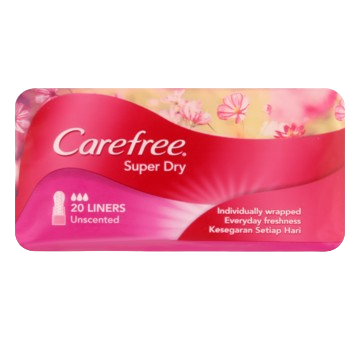 Carefree.
Super Dry
20 LINERS
Unscented
Individually wrapped
Everyday freshness
Kesegaran Setiap Hari